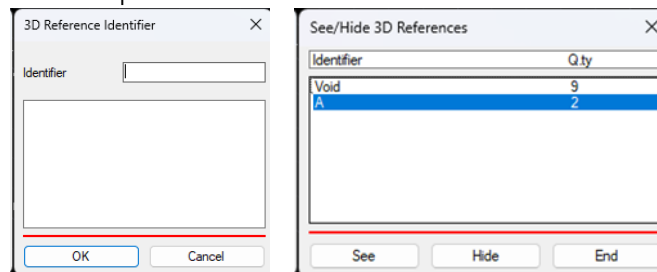 3D Reference Identifier
Identifier
OK Cancel
See/Hide 3D References
Identifier Q.ty
Void 9
A 2
See Hide End